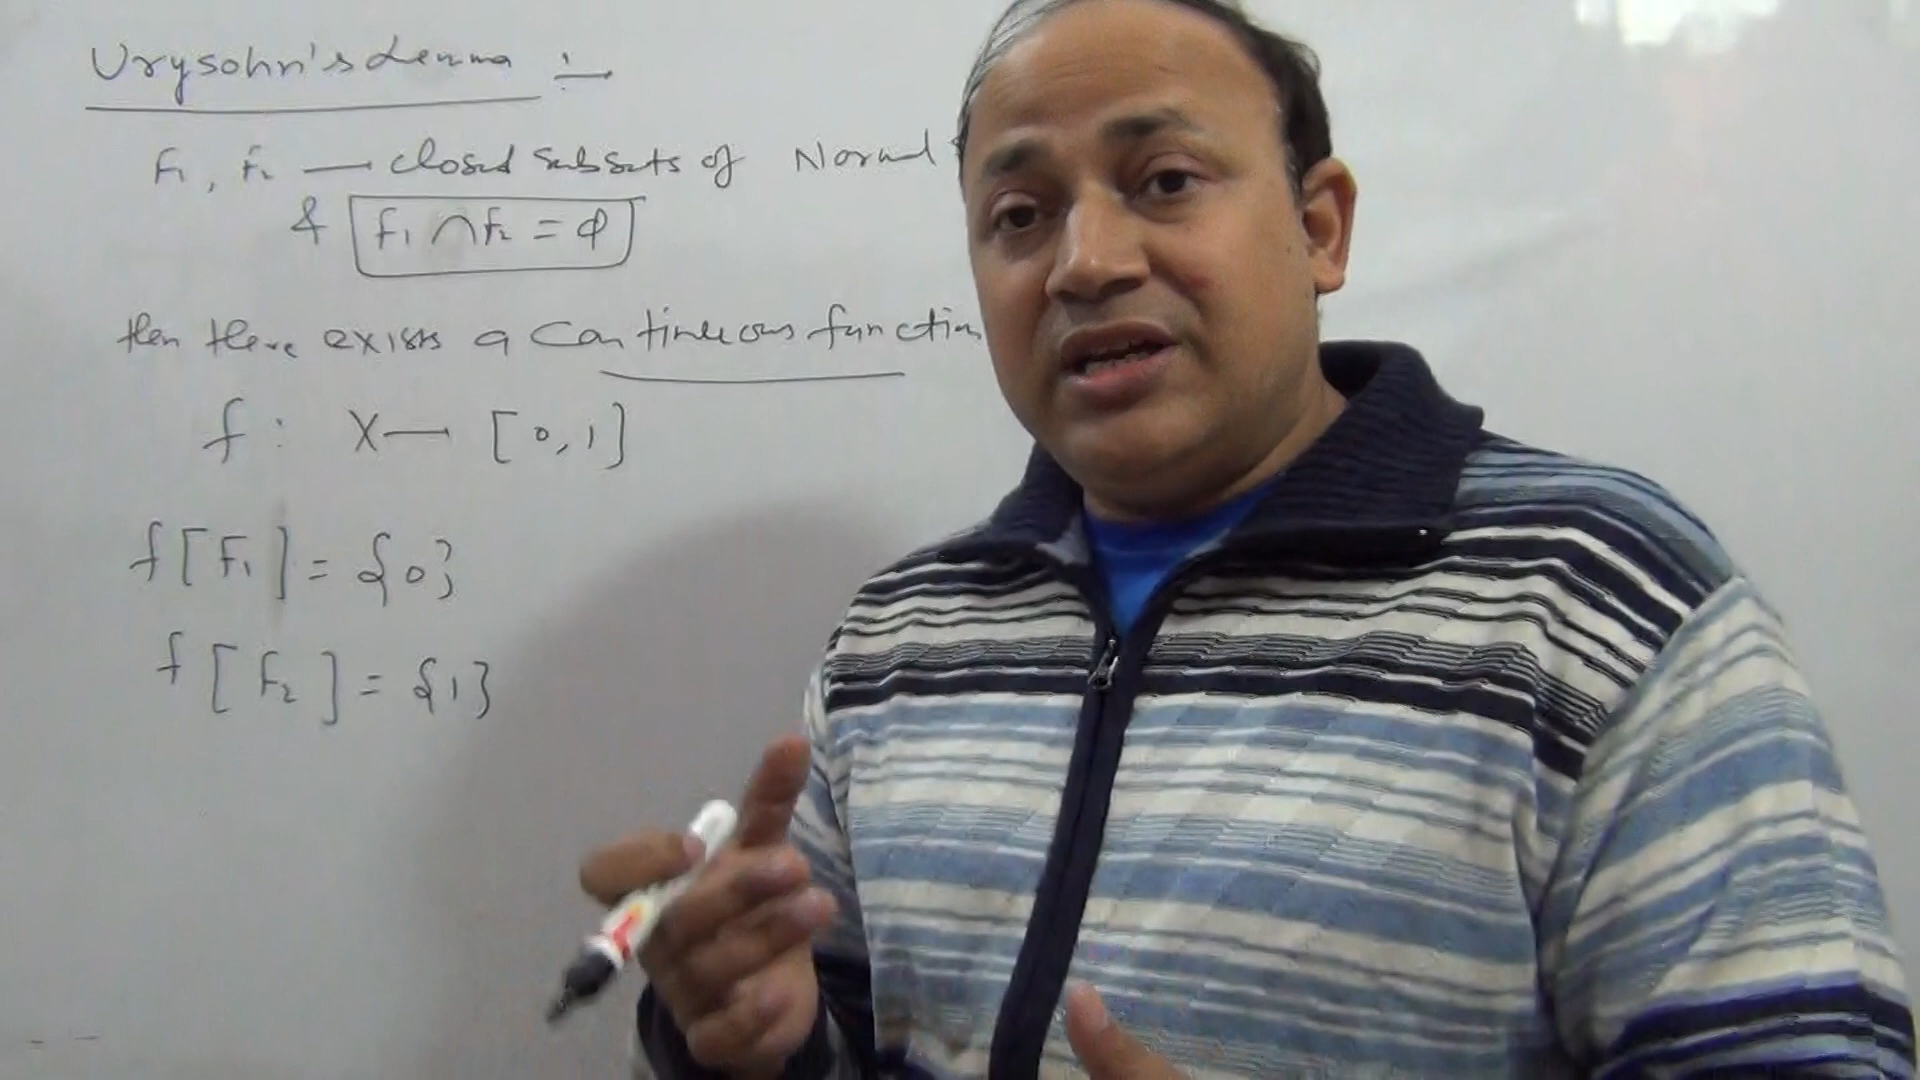 Urysohn's Lemma :-
F₁, F₂ — closed subsets of Normal
& F₁ ∩ F₂ = φ
then there exists a continuous function
f : X — [0,1]
f[F₁] = {0}
f[F₂] = {1}